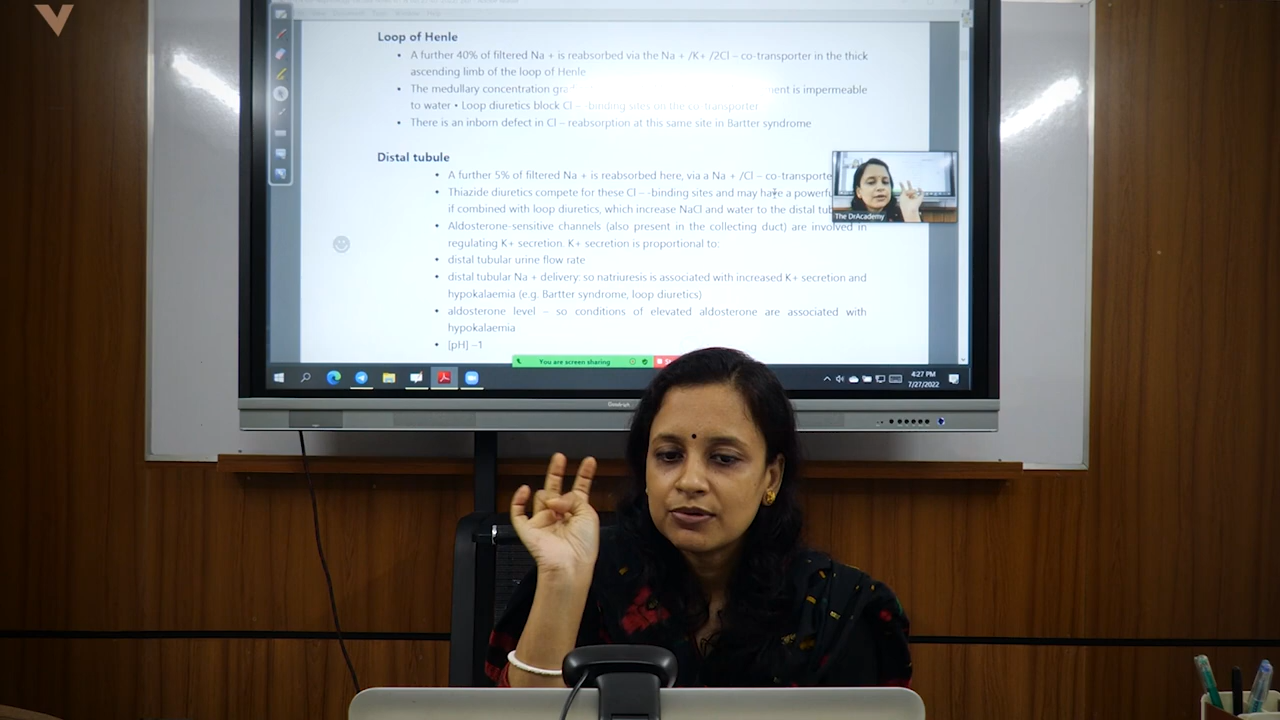 Loop of Henle
• A further 40% of filtered Na + is reabsorbed via the Na + /K+ /2Cl – co-transporter in the thick
ascending limb of the loop of Henle
• The medullary concentration is impermeable
to water • Loop diuretics block Cl – -binding sites on the co-transporter
• There is an inborn defect in Cl – reabsorption at this same site in Bartter syndrome
Distal tubule
• A further 5% of filtered Na + is reabsorbed here, via a Na + /Cl –
• Thiazide diuretics compete for these Cl – -binding sites and may have a
if combined with loop diuretics, which increase NaCl and water to the distal
The DrAcademy
• Aldosterone-sensitive channels (also present in the collecting duct) are involved in
regulating K+ secretion. K+ secretion is proportional to:
• distal tubular urine flow rate
• distal tubular Na + delivery: so natriuresis is associated with increased K+ secretion and
hypokalaemia (e.g. Bartter syndrome, loop diuretics)
• aldosterone level – so conditions of elevated aldosterone are associated with
hypokalaemia
• [pH] –1
You are screen sharing
4:27 PM
7/27/2022